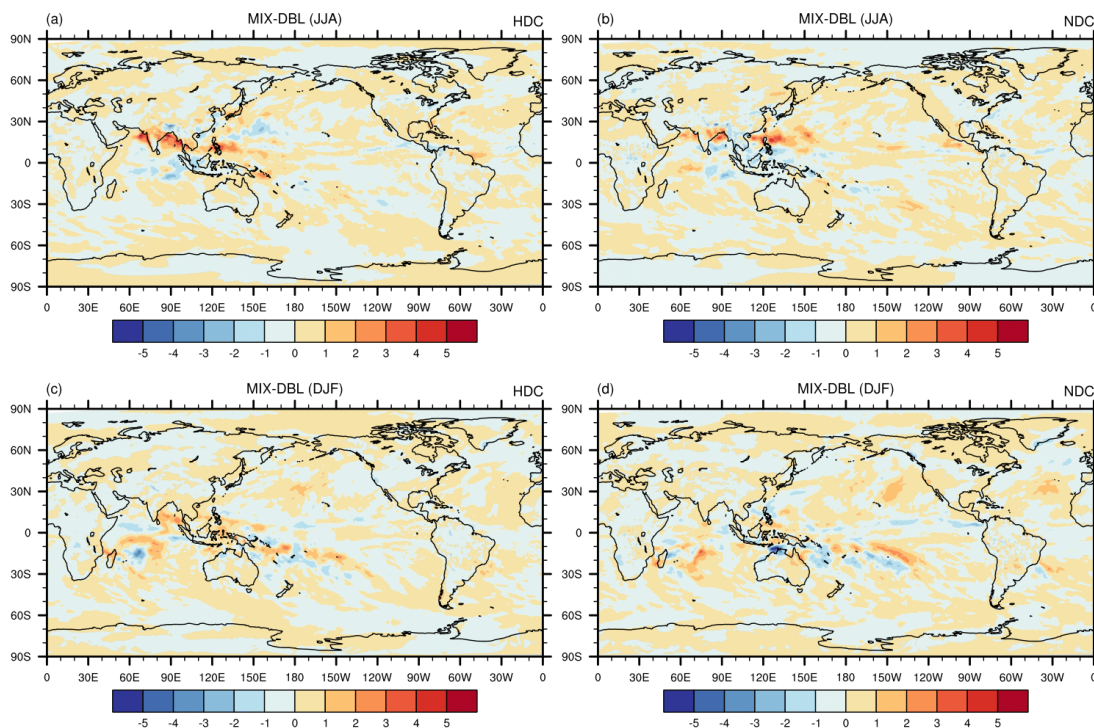 (a) MIX-DBL (JJA) HDC
90N
60N
30N
0
30S
60S
90S
0 30E 60E 90E 120E 150E 180 150W 120W 90W 60W 30W 0
-5 -4 -3 -2 -1 0 1 2 3 4 5
(b) MIX-DBL (JJA) NDC
90N
60N
30N
0
30S
60S
90S
0 30E 60E 90E 120E 150E 180 150W 120W 90W 60W 30W 0
-5 -4 -3 -2 -1 0 1 2 3 4 5
(c) MIX-DBL (DJF) HDC
90N
60N
30N
0
30S
60S
90S
0 30E 60E 90E 120E 150E 180 150W 120W 90W 60W 30W 0
-5 -4 -3 -2 -1 0 1 2 3 4 5
(d) MIX-DBL (DJF) NDC
90N
60N
30N
0
30S
60S
90S
0 30E 60E 90E 120E 150E 180 150W 120W 90W 60W 30W 0
-5 -4 -3 -2 -1 0 1 2 3 4 5